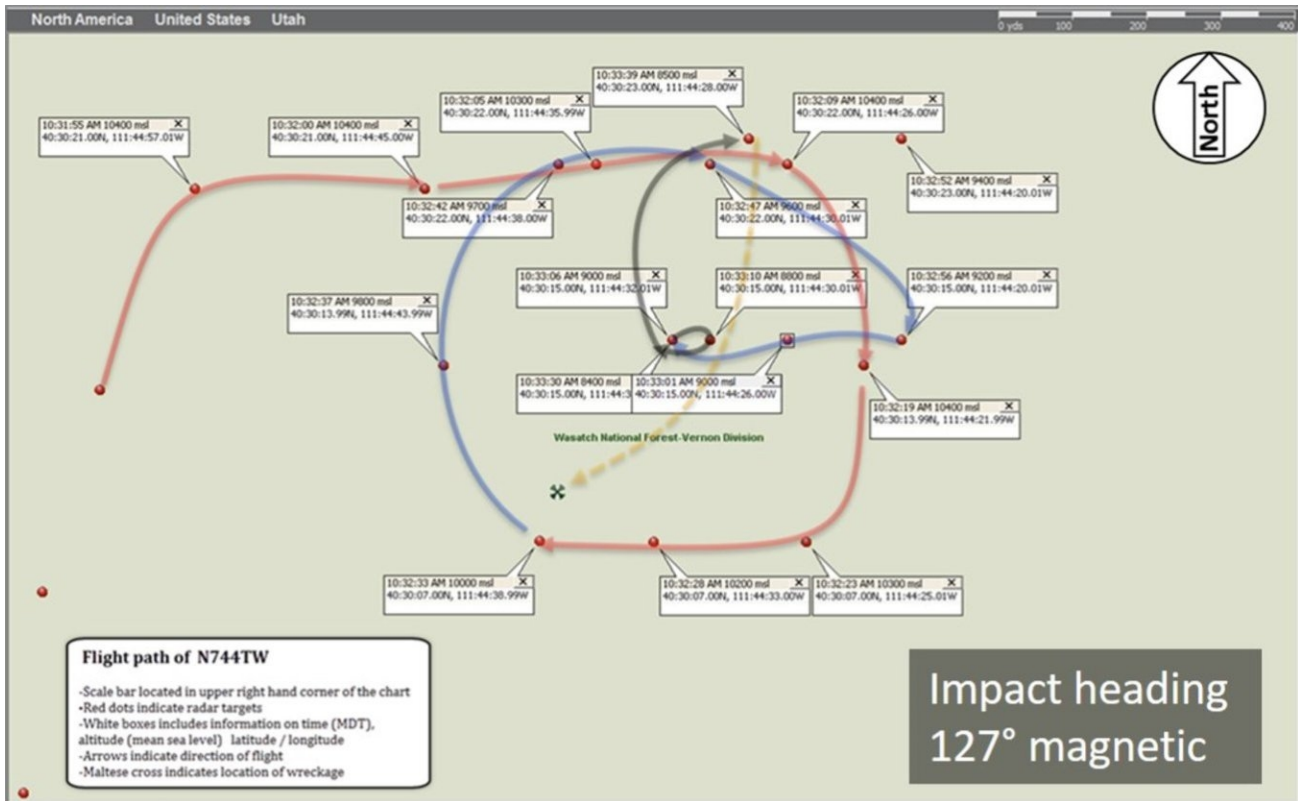 North America United States Utah
0 yds 100 200 300 400
North
10:33:39 AM 8500 msl
40:30:23.00N, 111:44:28.00W
10:32:05 AM 10300 msl
40:30:22.00N, 111:44:35.99W
10:32:09 AM 10400 msl
40:30:22.00N, 111:44:26.00W
10:31:55 AM 10400 msl
40:30:21.00N, 111:44:57.01W
10:32:00 AM 10400 msl
40:30:21.00N, 111:44:45.00W
10:32:52 AM 9400 msl
40:30:23.00N, 111:44:20.01W
10:32:42 AM 9700 msl
40:30:22.00N, 111:44:38.00W
10:32:47 AM 9600 msl
40:30:22.00N, 111:44:30.01W
10:33:06 AM 9000 msl
40:30:15.00N, 111:44:32.01W
10:33:10 AM 8800 msl
40:30:15.00N, 111:44:30.01W
10:32:56 AM 9200 msl
40:30:15.00N, 111:44:20.01W
10:32:37 AM 9800 msl
40:30:13.99N, 111:44:43.99W
10:33:30 AM 8400
40:30:15.00N, 111:44:3
10:33:01 AM 9000 msl
40:30:15.00N, 111:44:26.00W
10:32:19 AM 10400 msl
40:30:13.99N, 111:44:21.99W
Wasatch National Forest-Vernon Division
10:32:33 AM 10000 msl
40:30:07.00N, 111:44:38.99W
10:32:28 AM 10200 msl
40:30:07.00N, 111:44:33.00W
10:32:23 AM 10300 msl
40:30:07.00N, 111:44:25.01W
Flight path of N744TW
-Scale bar located in upper right hand corner of the chart
-Red dots indicate radar targets
-White boxes includes information on time (MDT),
altitude (mean sea level) latitude / longitude
-Arrows indicate direction of flight
-Maltese cross indicates location of wreckage
Impact heading
127° magnetic